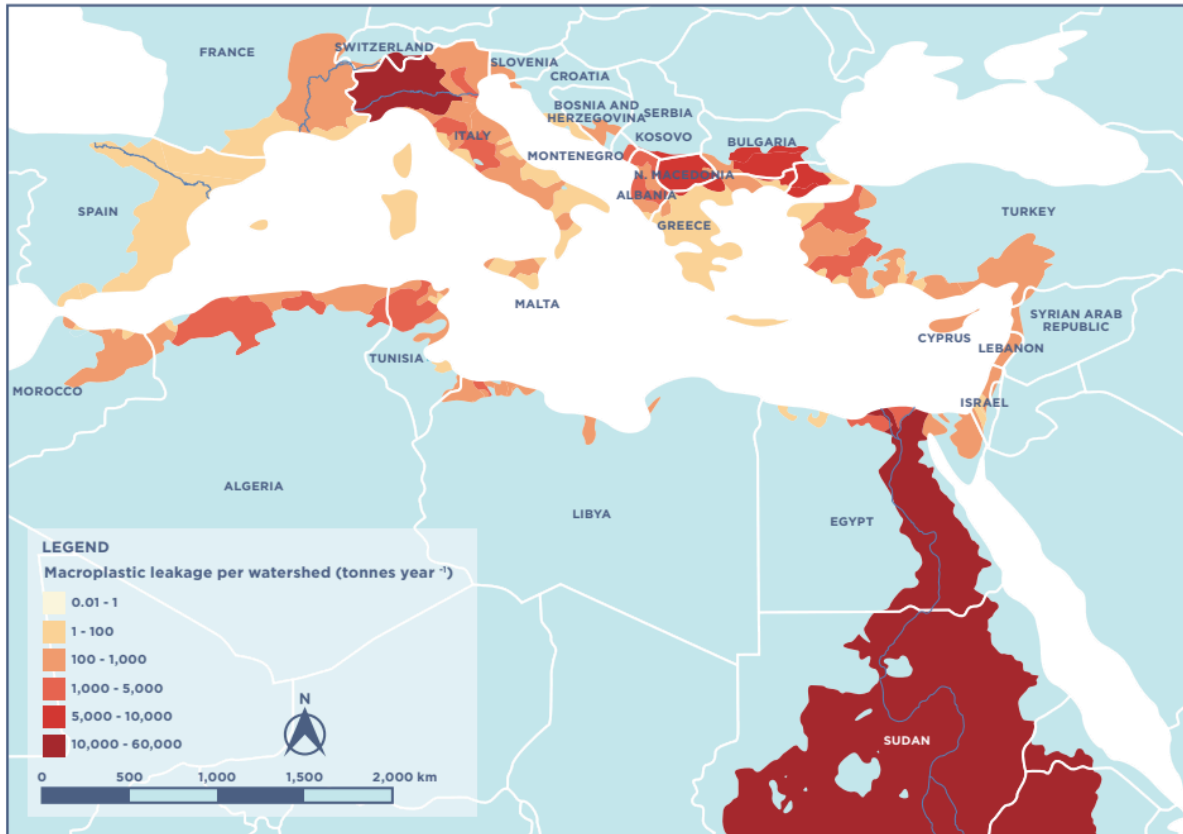 FRANCE
SWITZERLAND
SLOVENIA
CROATIA
BOSNIA AND
HERZEGOVINA
SERBIA
KOSOVO
BULGARIA
ITALY
MONTENEGRO
N. MACEDONIA
ALBANIA
GREECE
SPAIN
TURKEY
MALTA
CYPRUS
SYRIAN ARAB
REPUBLIC
LEBANON
TUNISIA
MOROCCO
ISRAEL
ALGERIA
LIBYA
EGYPT
SUDAN
LEGEND
Macroplastic leakage per watershed (tonnes year ⁻¹)
0.01 - 1
1 - 100
100 - 1,000
1,000 - 5,000
5,000 - 10,000
10,000 - 60,000
N
0 500 1,000 1,500 2,000 km